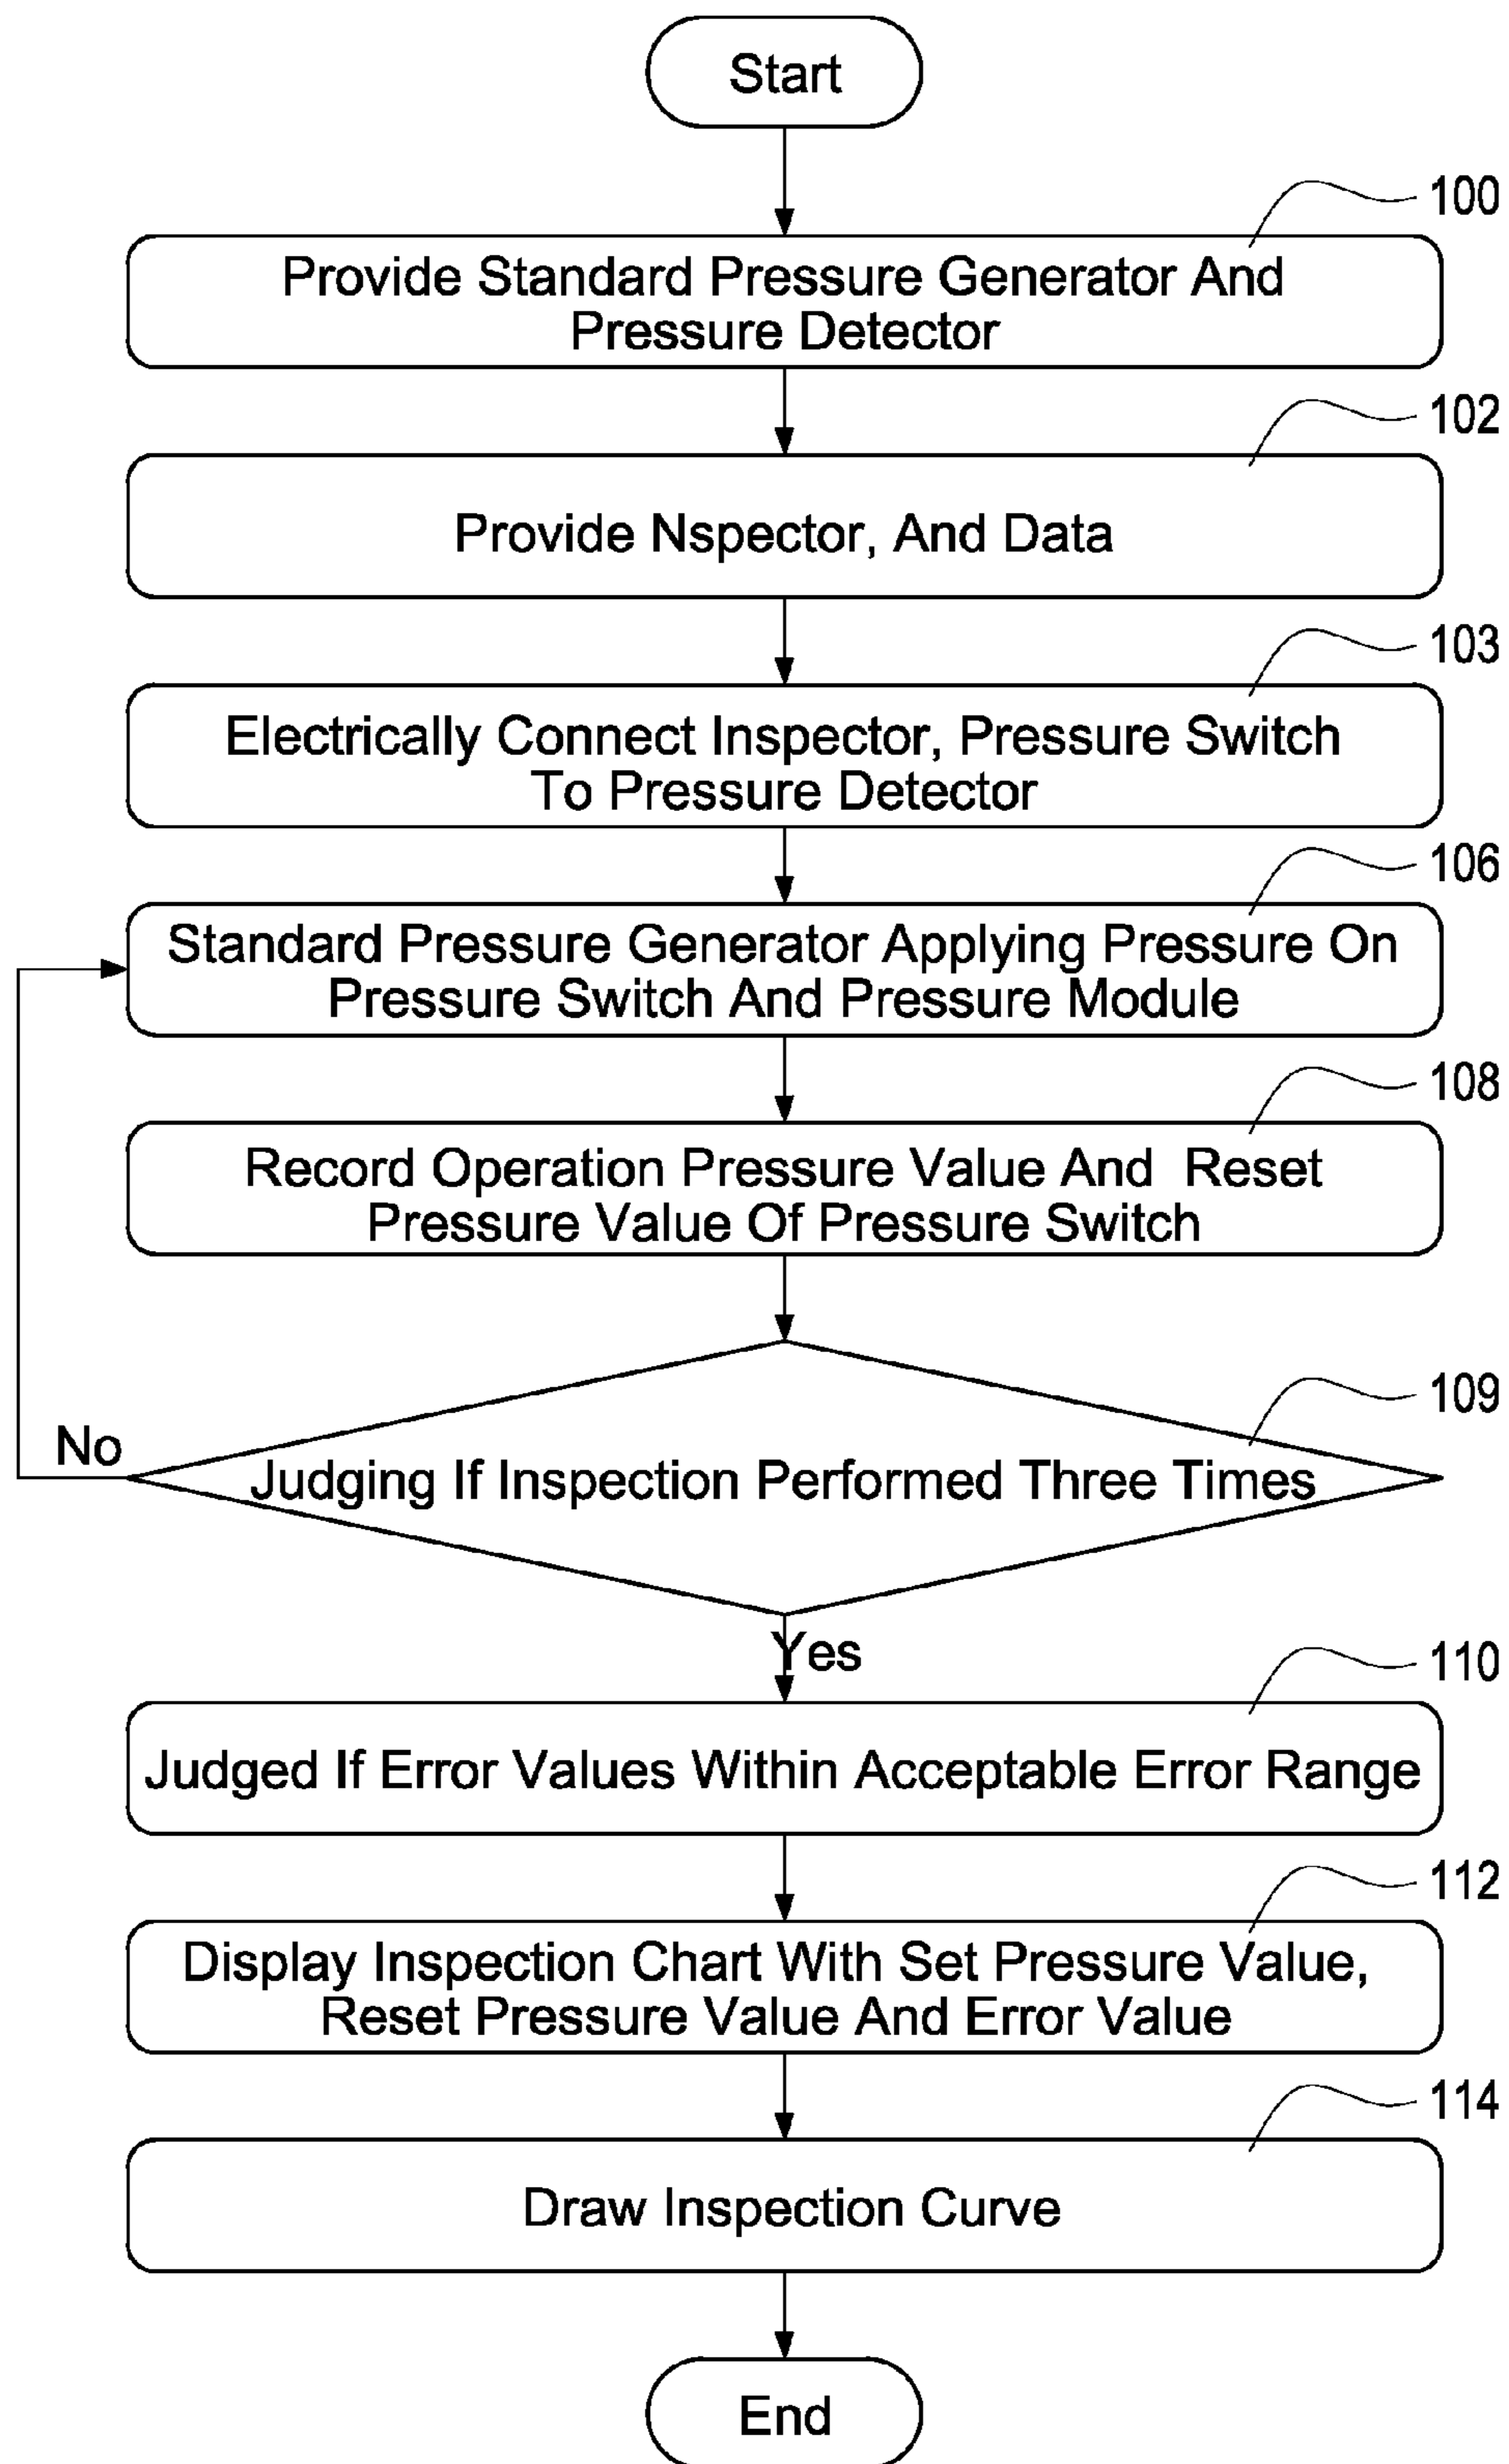 Start
100
Provide Standard Pressure Generator And
Pressure Detector
102
Provide Nspector, And Data
103
Electrically Connect Inspector, Pressure Switch
To Pressure Detector
106
Standard Pressure Generator Applying Pressure On
Pressure Switch And Pressure Module
108
Record Operation Pressure Value And Reset
Pressure Value Of Pressure Switch
109
No
Judging If Inspection Performed Three Times
Yes
110
Judged If Error Values Within Acceptable Error Range
112
Display Inspection Chart With Set Pressure Value,
Reset Pressure Value And Error Value
114
Draw Inspection Curve
End